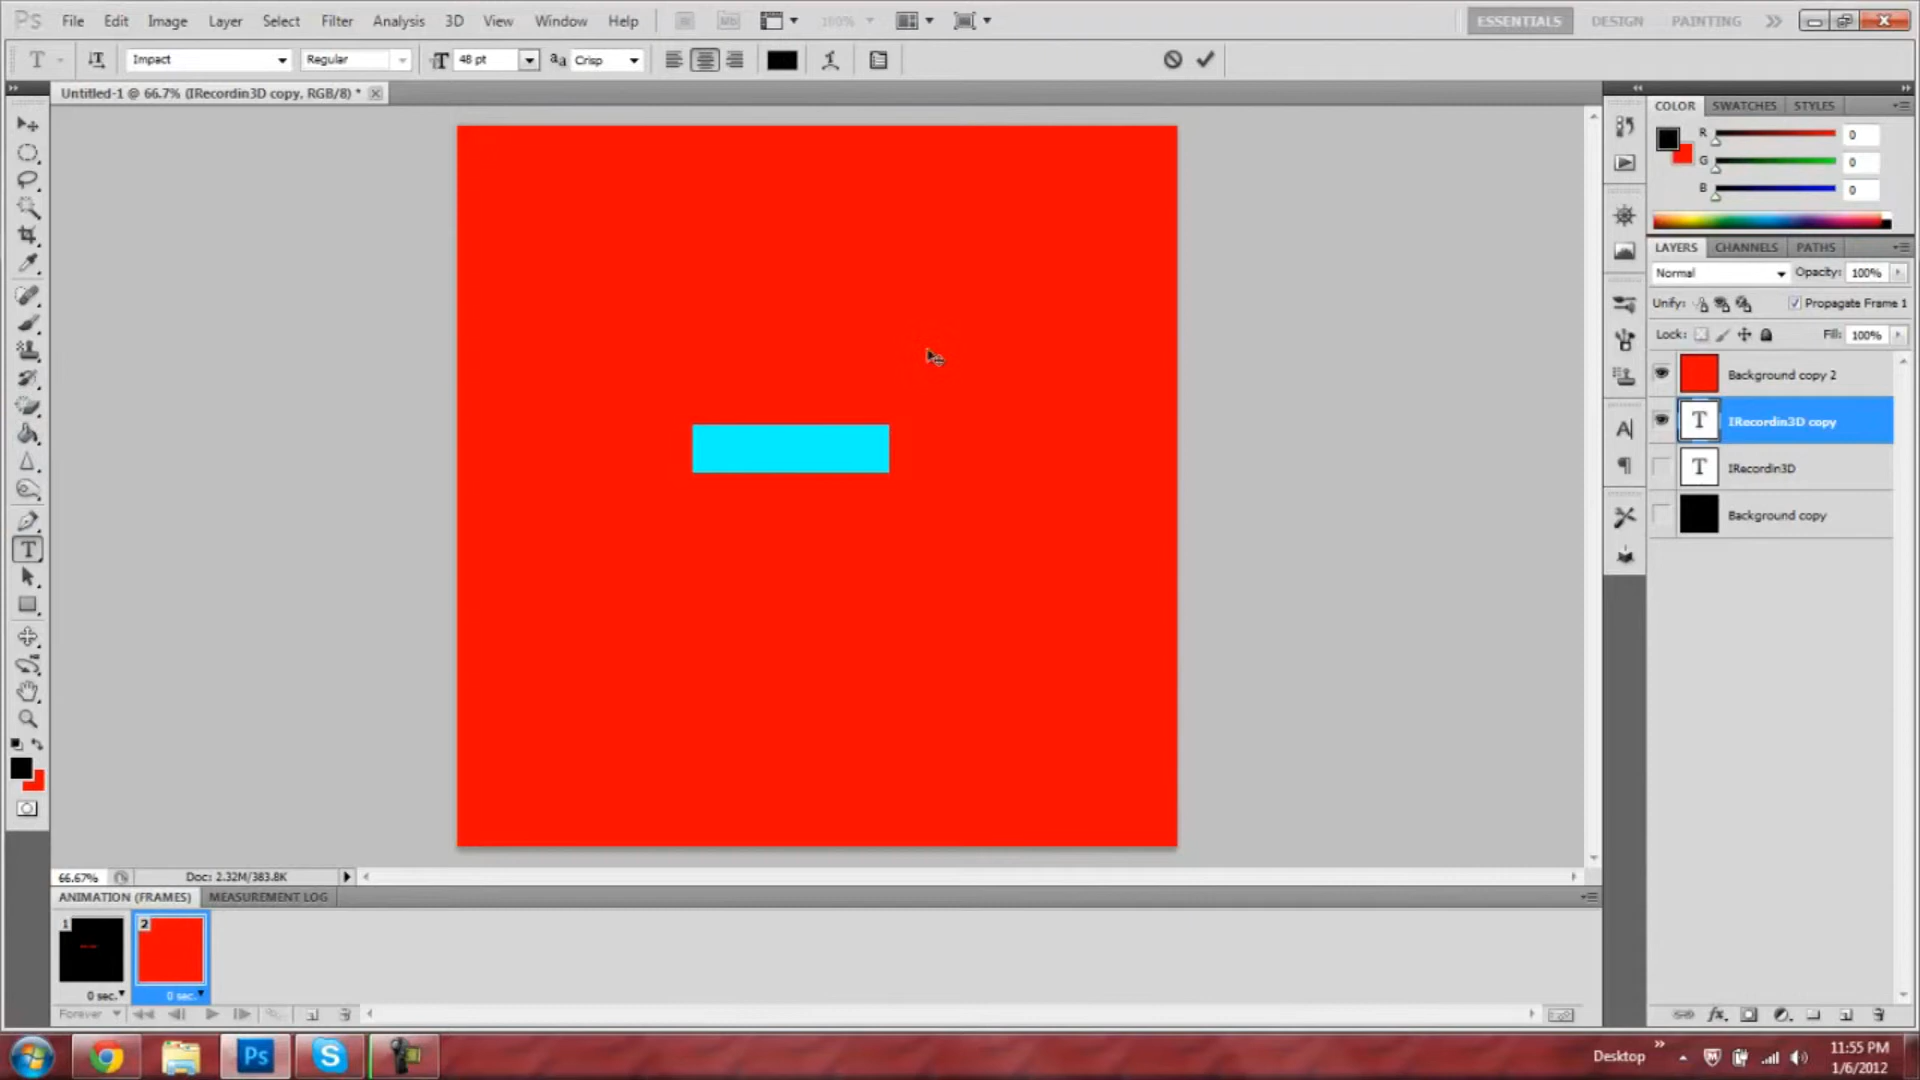 Ps File Edit Image Layer Select Filter Analysis 3D View Window Help Mb 100% ESSENTIALS DESIGN PAINTING
T Impact Regular 48 pt aa Crisp
Untitled-1 @ 66.7% (IRecordin3D copy, RGB/8) *
COLOR SWATCHES STYLES
R 0
G 0
B 0
LAYERS CHANNELS PATHS
Normal Opacity: 100%
Unify: Propagate Frame 1
Lock: Fill: 100%
Background copy 2
T IRecordin3D copy
T IRecordin3D
Background copy
66.67% Doc: 2.32M/383.8K
ANIMATION (FRAMES) MEASUREMENT LOG
1 2
0 sec. 0 sec.
Forever
Ps S Desktop 11:55 PM
1/6/2012